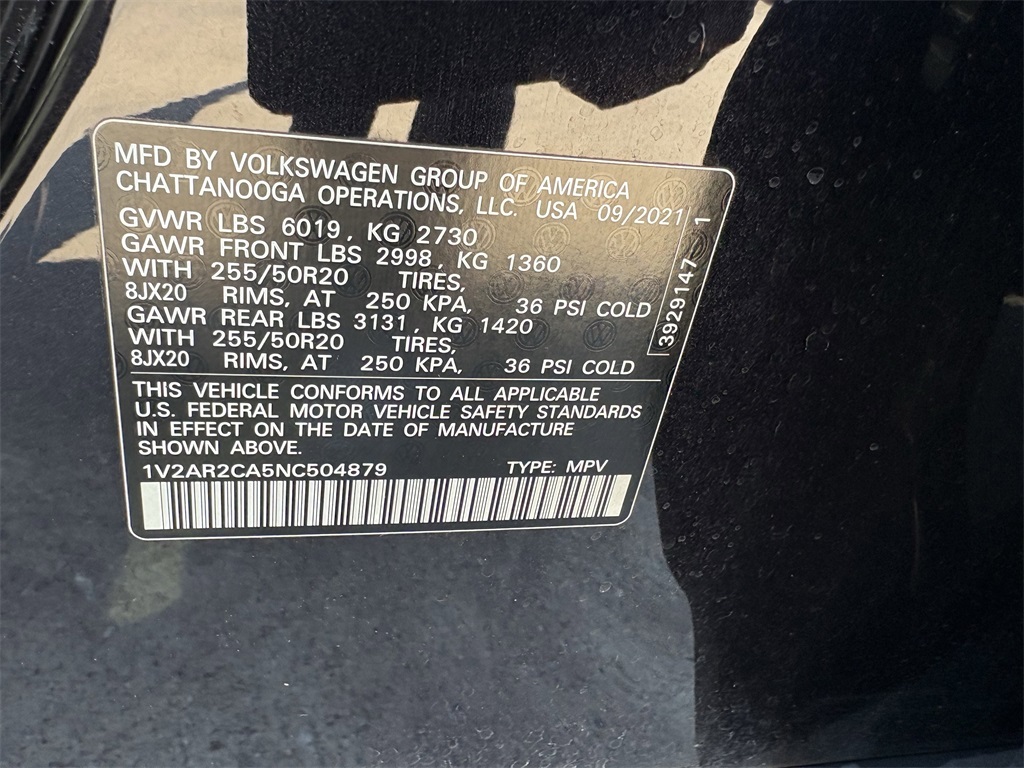 MFD BY VOLKSWAGEN GROUP OF AMERICA
CHATTANOOGA OPERATIONS, LLC. USA 09/2021
GVWR LBS 6019, KG 2730
GAWR FRONT LBS 2998, KG 1360
WITH 255/50R20 TIRES,
8JX20 RIMS, AT 250 KPA, 36 PSI COLD
GAWR REAR LBS 3131, KG 1420
WITH 255/50R20 TIRES,
8JX20 RIMS, AT 250 KPA, 36 PSI COLD
3929147 1
THIS VEHICLE CONFORMS TO ALL APPLICABLE
U.S. FEDERAL MOTOR VEHICLE SAFETY STANDARDS
IN EFFECT ON THE DATE OF MANUFACTURE
SHOWN ABOVE.
1V2AR2CA5NC504879 TYPE: MPV